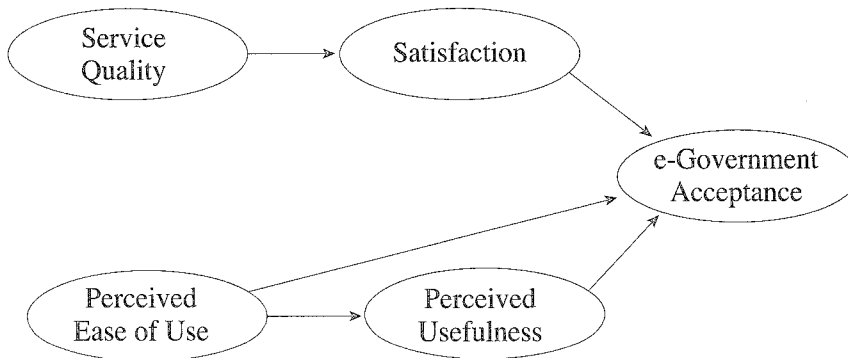 Service
Quality
Satisfaction
e-Government
Acceptance
Perceived
Ease of Use
Perceived
Usefulness